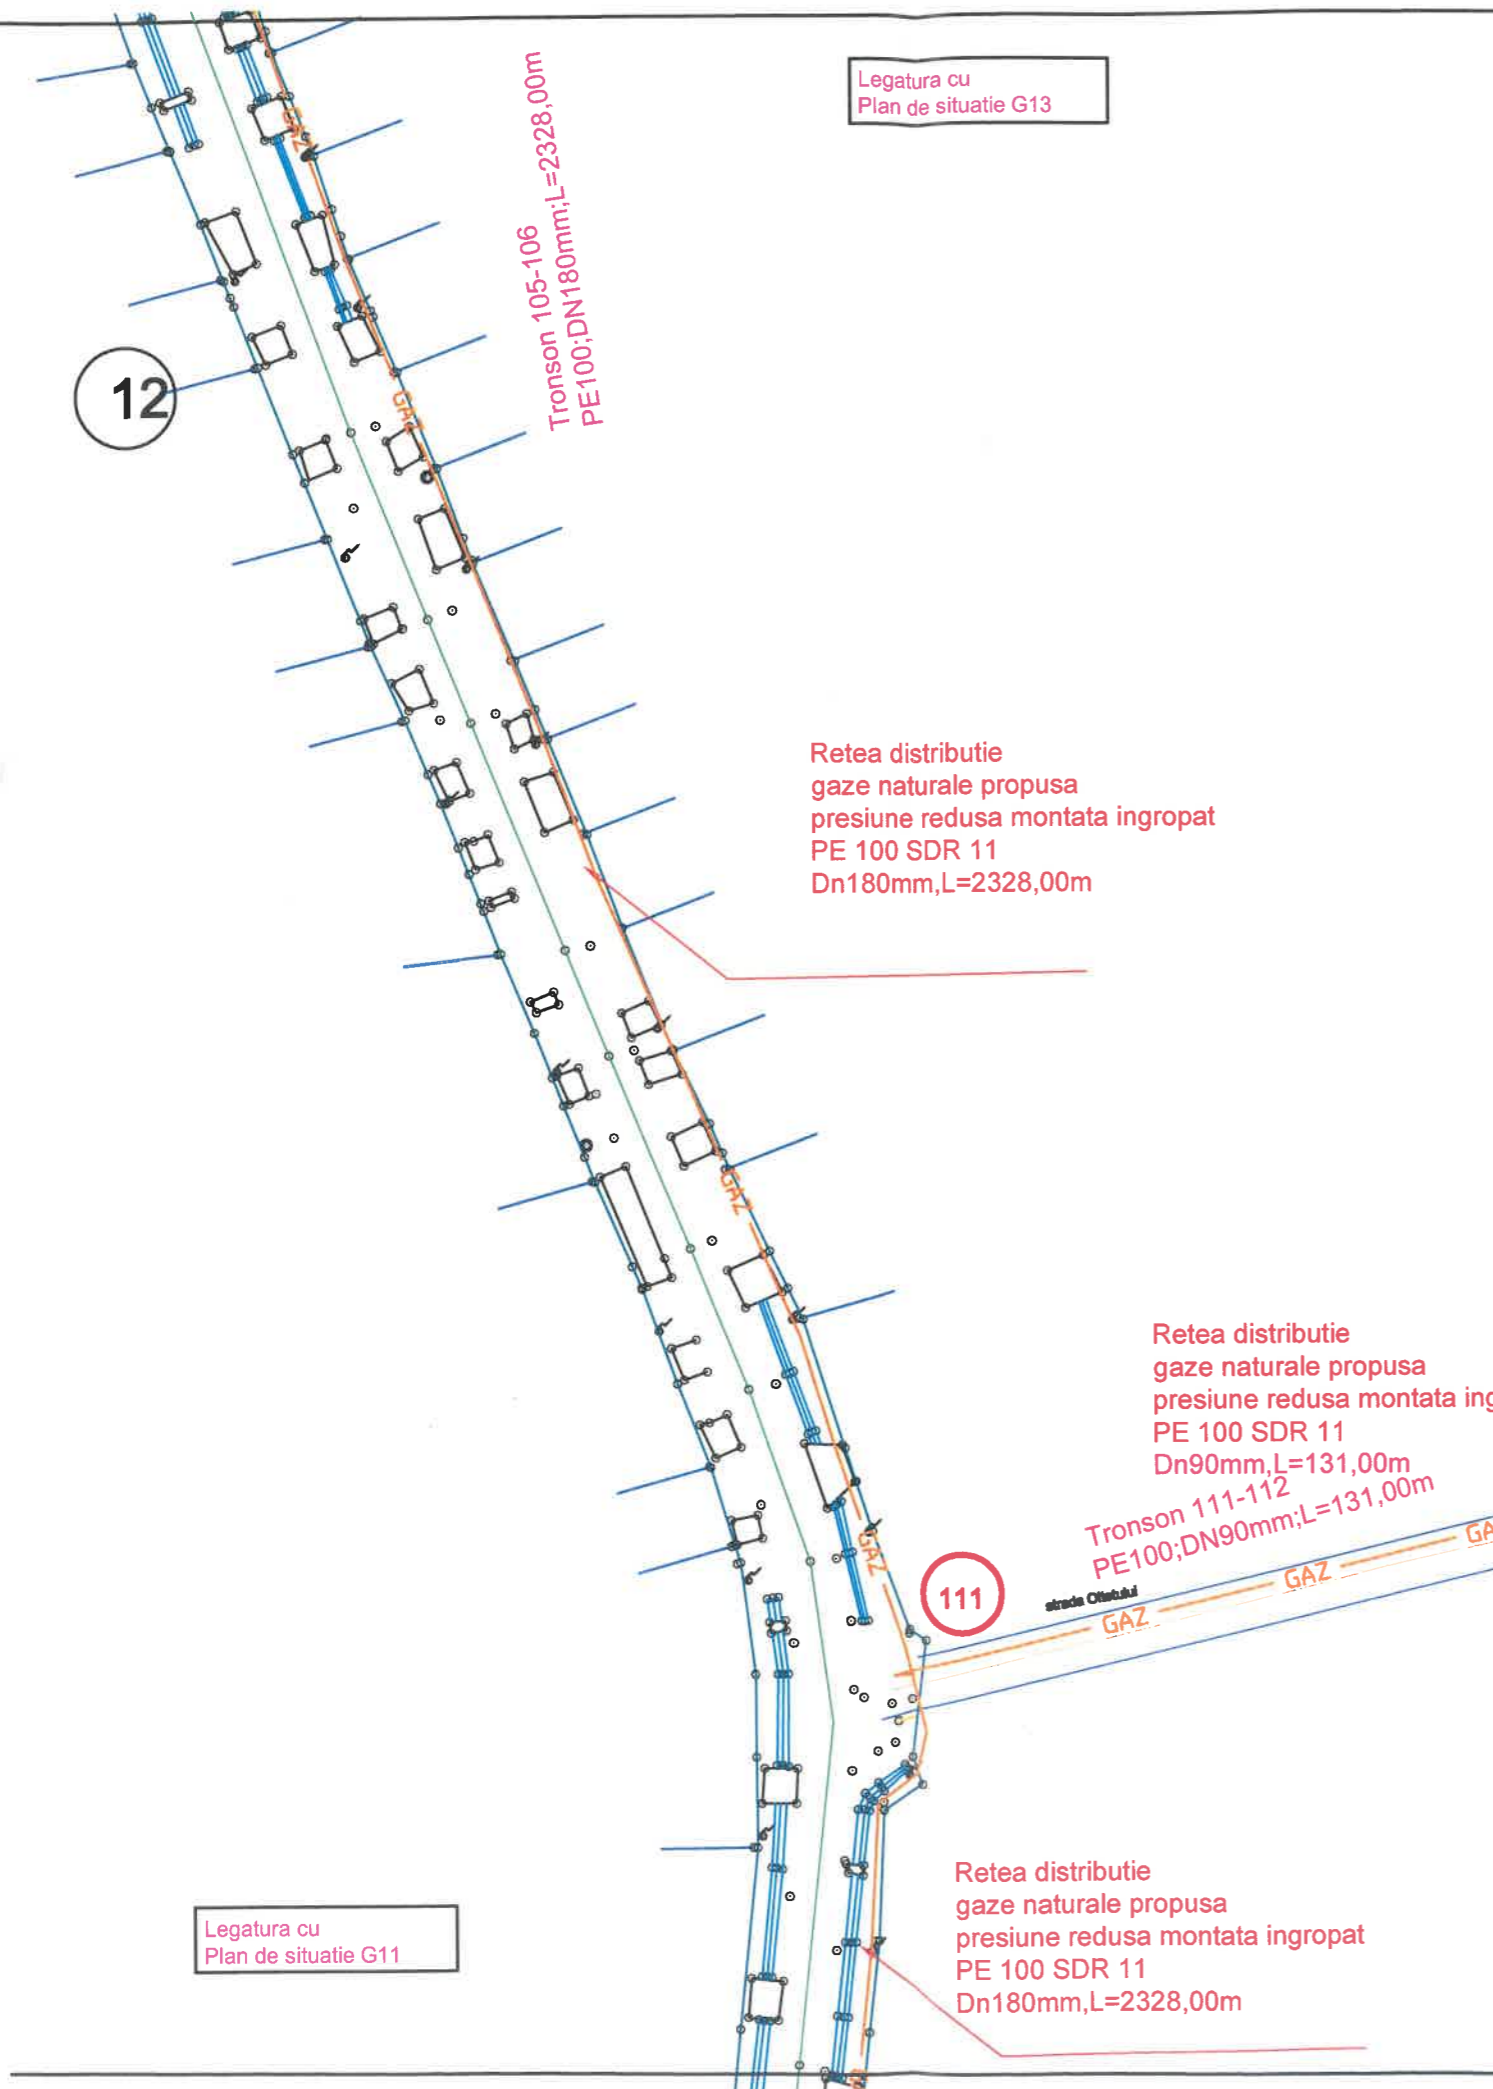 Legatura cu
Plan de situatie G13
Tronson 105-106
PE100;DN180mm;L=2328,00m
GAZ
12
GAZ
Retea distributie
gaze naturale propusa
presiune redusa montata ingropat
PE 100 SDR 11
Dn180mm,L=2328,00m
GAZ
Retea distributie
gaze naturale propusa
presiune redusa montata ing
PE 100 SDR 11
Dn90mm,L=131,00m
Tronson 111-112
PE100;DN90mm;L=131,00m
GAZ
111
strada
GAZ
GAZ
GA
Legatura cu
Plan de situatie G11
Retea distributie
gaze naturale propusa
presiune redusa montata ingropat
PE 100 SDR 11
Dn180mm,L=2328,00m